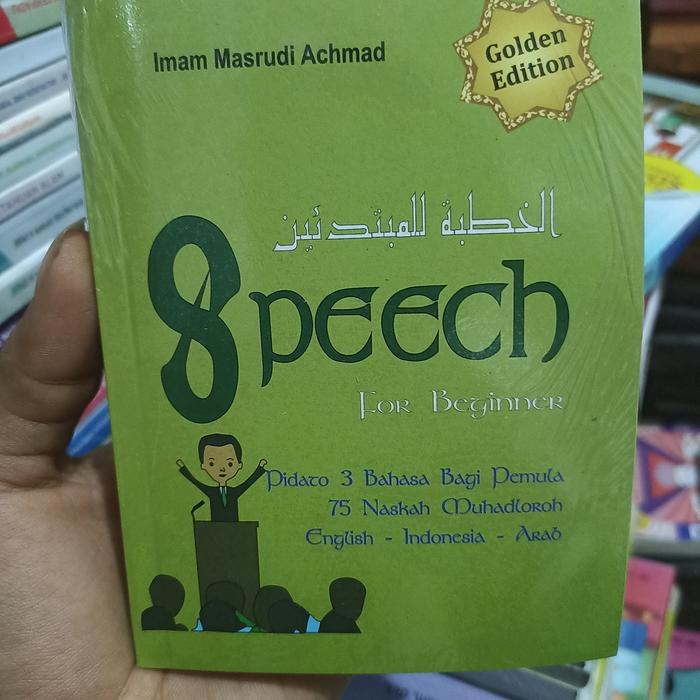 Imam Masrudi Achmad
Golden
Edition
الخطبة للمبتدئين
Speech
For Beginner
Pidato 3 Bahasa Bagi Pemula
75 Naskah Muhadloroh
English - Indonesia - Arab